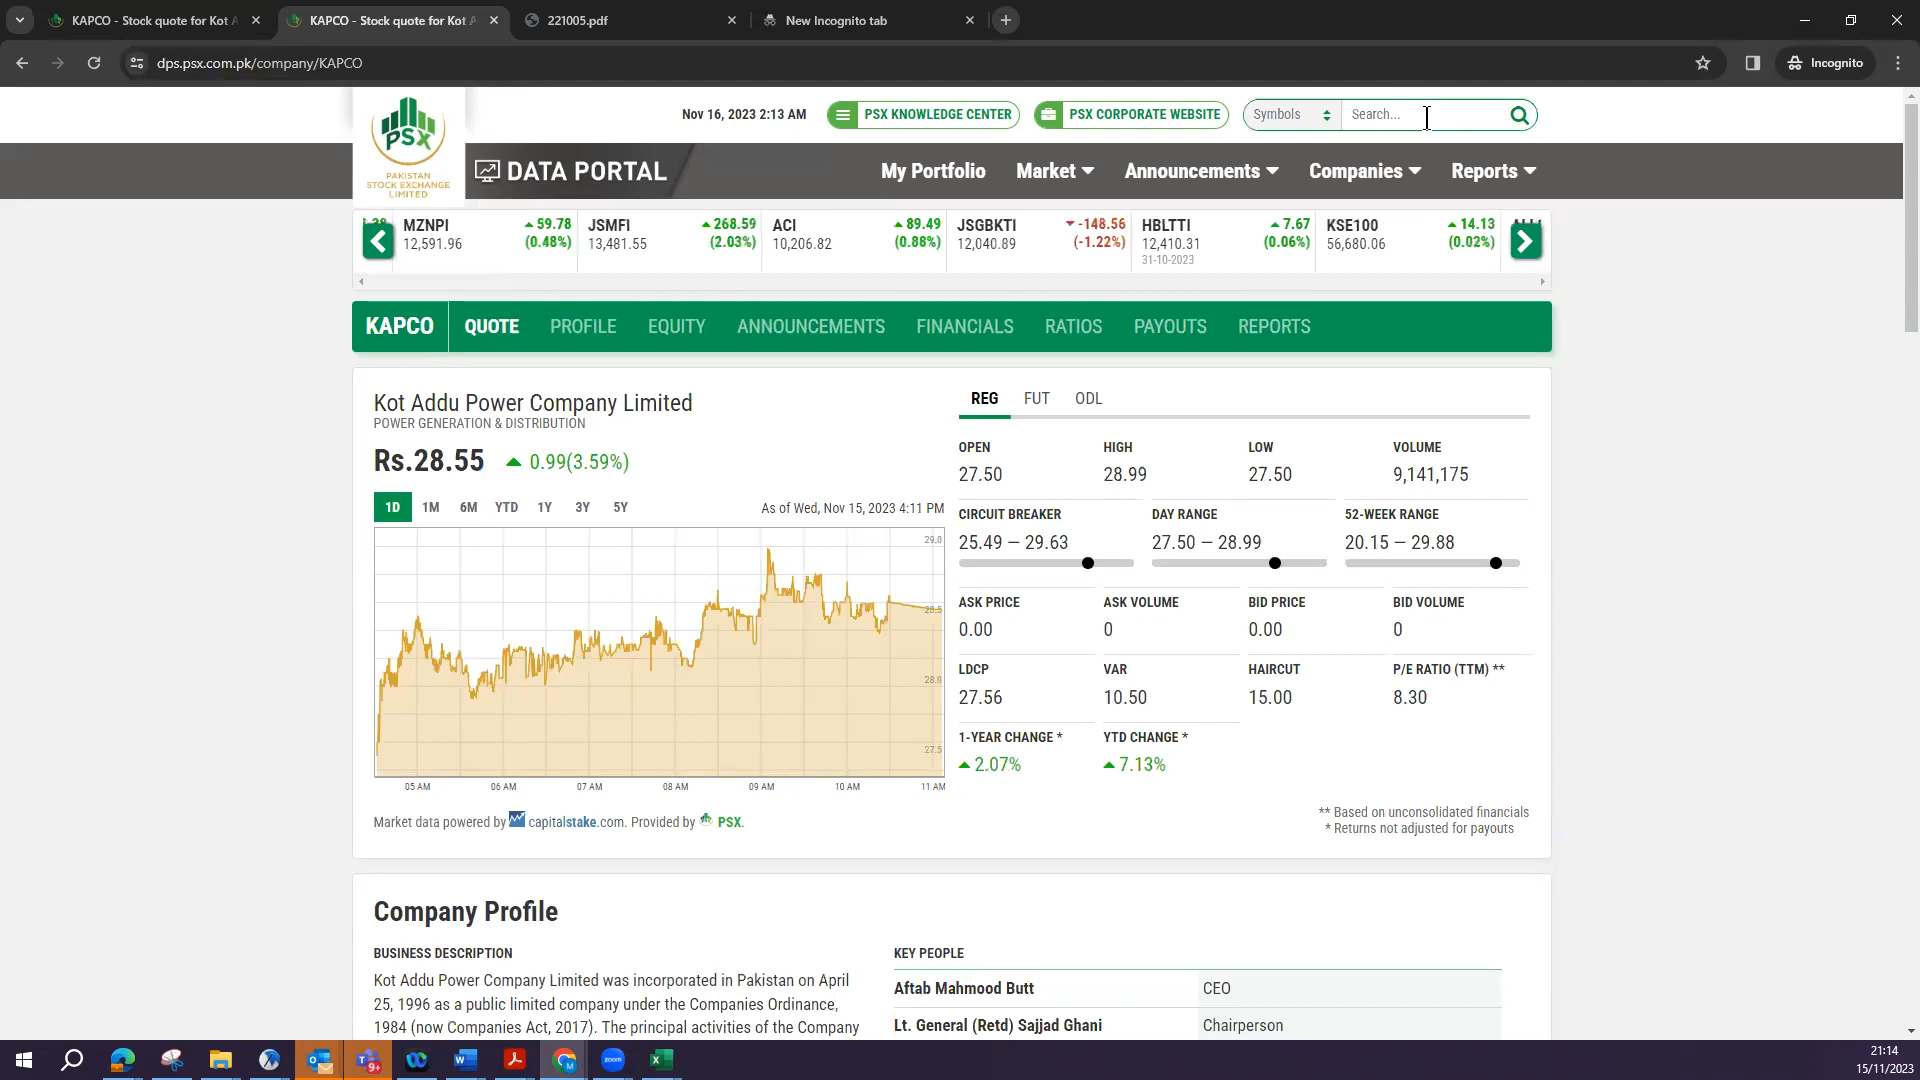 KAPCO - Stock quote for Kot A
KAPCO - Stock quote for Kot A
221005.pdf
New Incognito tab
dps.psx.com.pk/company/KAPCO
Incognito
PSX
PAKISTAN
STOCK EXCHANGE
LIMITED
Nov 16, 2023 2:13 AM
PSX KNOWLEDGE CENTER
PSX CORPORATE WEBSITE
Symbols
Search...
DATA PORTAL
My Portfolio
Market
Announcements
Companies
Reports
MZNPI 59.78
12,591.96 (0.48%)
JSMFI 268.59
13,481.55 (2.03%)
ACI 89.49
10,206.82 (0.88%)
JSGBKTI -148.56
12,040.89 (-1.22%)
HBLTTI 7.67
12,410.31 (0.06%)
31-10-2023
KSE100 14.13
56,680.06 (0.02%)
KAPCO QUOTE PROFILE EQUITY ANNOUNCEMENTS FINANCIALS RATIOS PAYOUTS REPORTS
Kot Addu Power Company Limited
POWER GENERATION & DISTRIBUTION
Rs.28.55 0.99(3.59%)
1D 1M 6M YTD 1Y 3Y 5Y
As of Wed, Nov 15, 2023 4:11 PM
29.0
28.5
28.0
27.5
05 AM 06 AM 07 AM 08 AM 09 AM 10 AM 11 AM
Market data powered by capitalstake.com. Provided by PSX.
REG FUT ODL
OPEN HIGH LOW VOLUME
27.50 28.99 27.50 9,141,175
CIRCUIT BREAKER DAY RANGE 52-WEEK RANGE
25.49 — 29.63 27.50 — 28.99 20.15 — 29.88
ASK PRICE ASK VOLUME BID PRICE BID VOLUME
0.00 0 0.00 0
LDCP VAR HAIRCUT P/E RATIO (TTM) **
27.56 10.50 15.00 8.30
1-YEAR CHANGE * YTD CHANGE *
2.07% 7.13%
** Based on unconsolidated financials
* Returns not adjusted for payouts
Company Profile
BUSINESS DESCRIPTION
Kot Addu Power Company Limited was incorporated in Pakistan on April
25, 1996 as a public limited company under the Companies Ordinance,
1984 (now Companies Act, 2017). The principal activities of the Company
KEY PEOPLE
Aftab Mahmood Butt CEO
Lt. General (Retd) Sajjad Ghani Chairperson
9+
zoom
21:14
15/11/2023